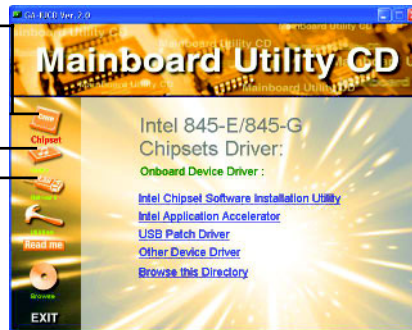 GA-IUCD Ver. 2.0
Mainboard Utility CD
Intel 845-E/845-G
Chipsets Driver:
Onboard Device Driver :
Intel Chipset Software Installation Utility
Intel Application Accelerator
USB Patch Driver
Other Device Driver
Browse this Directory
Chipset
Read me
Browse
EXIT